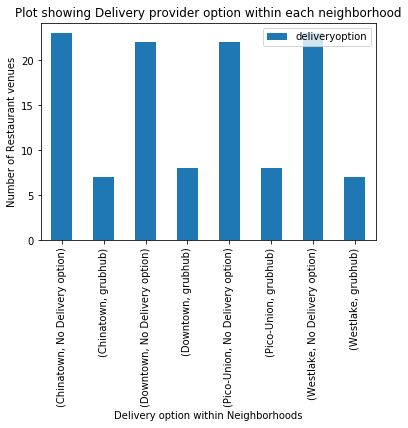 Plot showing Delivery provider option within each neighborhood
deliveryoption
Number of Restaurant venues
20
15
10
5
0
(Chinatown, No Delivery option)
(Chinatown, grubhub)
(Downtown, No Delivery option)
(Downtown, grubhub)
(Pico-Union, No Delivery option)
(Pico-Union, grubhub)
(Westlake, No Delivery option)
(Westlake, grubhub)
Delivery option within Neighborhoods